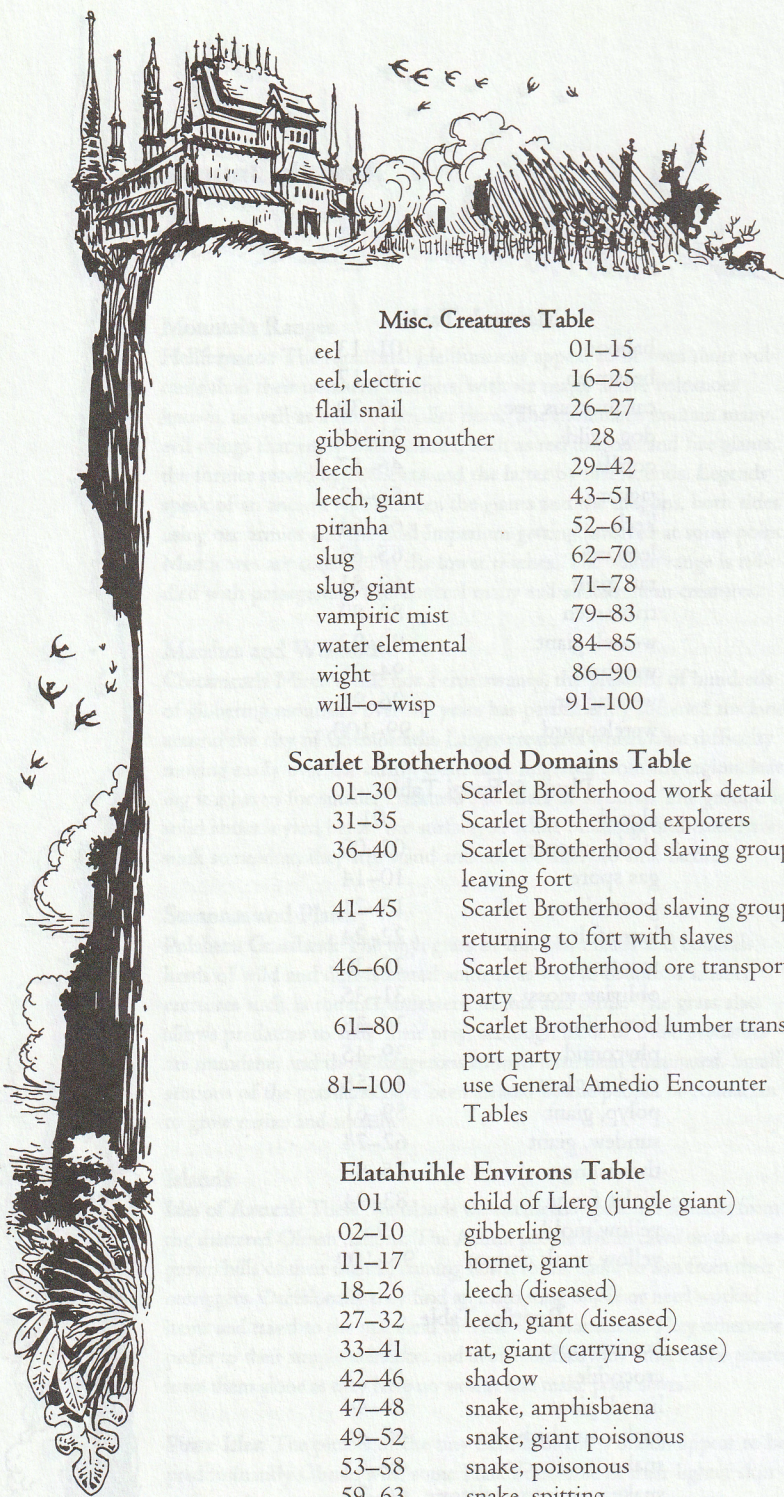 Misc. Creatures Table
eel 01–15
eel, electric 16–25
flail snail 26–27
gibbering mouther 28
leech 29–42
leech, giant 43–51
piranha 52–61
slug 62–70
slug, giant 71–78
vampiric mist 79–83
water elemental 84–85
wight 86–90
will–o–wisp 91–100
Scarlet Brotherhood Domains Table
01–30 Scarlet Brotherhood work detail
31–35 Scarlet Brotherhood explorers
36–40 Scarlet Brotherhood slaving group
leaving fort
41–45 Scarlet Brotherhood slaving group
returning to fort with slaves
46–60 Scarlet Brotherhood ore transport
party
61–80 Scarlet Brotherhood lumber trans
port party
81–100 use General Amedio Encounter
Tables
Elatahuihle Environs Table
01 child of Llerg (jungle giant)
02–10 gibberling
11–17 hornet, giant
18–26 leech (diseased)
27–32 leech, giant (diseased)
33–41 rat, giant (carrying disease)
42–46 shadow
47–48 snake, amphisbaena
49–52 snake, giant poisonous
53–58 snake, poisonous
59–63 snake, spitting